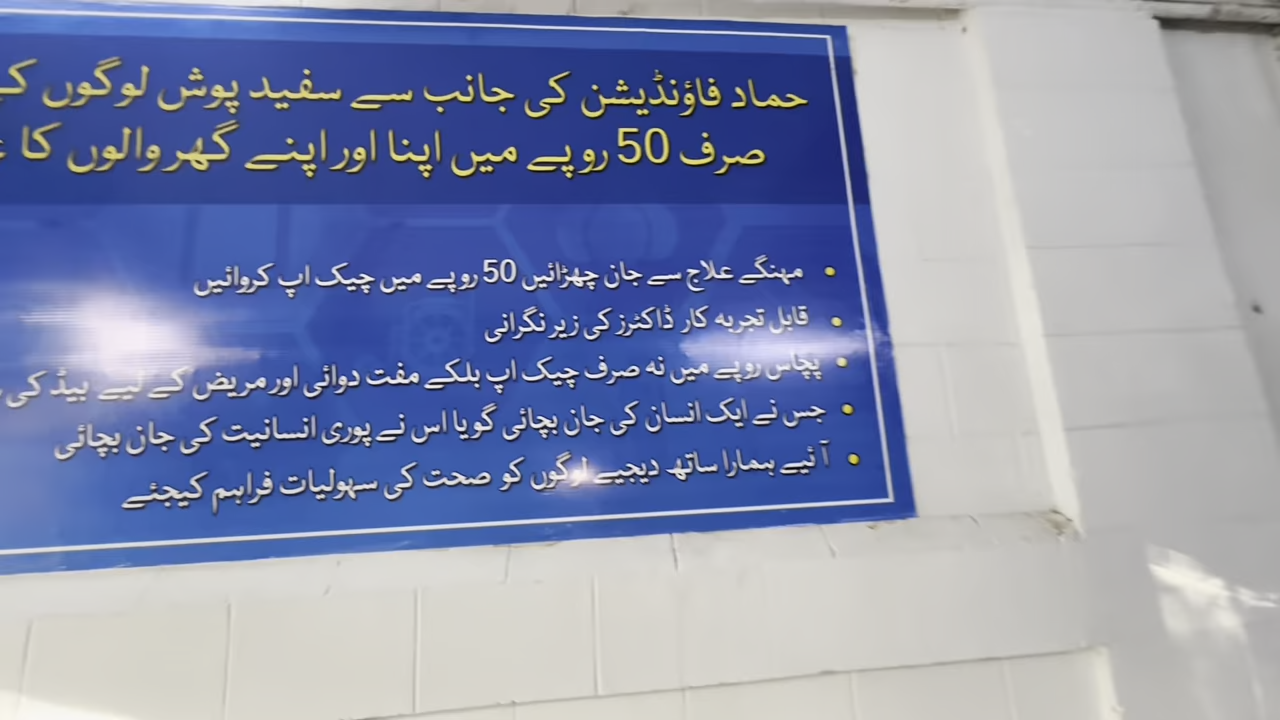 حماد فاؤنڈیشن کی جانب سے سفید پوش لوگوں کے
صرف 50 روپے میں اپنا اور اپنے گھر والوں کا
مہنگے علاج سے جان چھڑائیں 50 روپے میں چیک اپ کروائیں
قابل تجربہ کار ڈاکٹرز کی زیر نگرانی
پچاس روپے میں نہ صرف چیک اپ بلکے مفت دوائی اور مریض کے لیے بیڈ کی
جس نے ایک انسان کی جان بچائی گویا اس نے پوری انسانیت کی جان بچائی
آئیے ہمارا ساتھ دیجیے لوگوں کو صحت کی سہولیات فراہم کیجئے